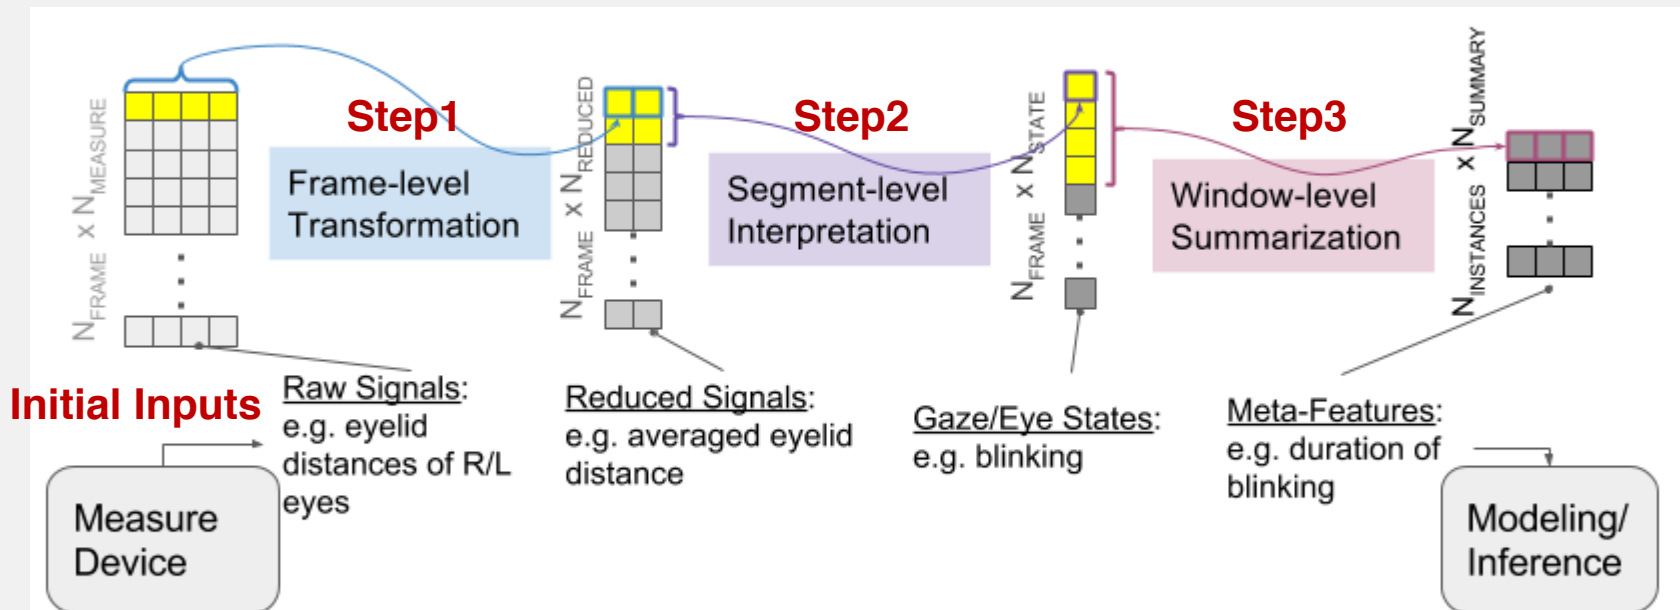 Step1
Step2
Step3
N_FRAME x N_MEASURE
Frame-level
Transformation
N_FRAME x N_REDUCED
Segment-level
Interpretation
N_FRAME x N_STATE
Window-level
Summarization
N_INSTANCES x N_SUMMARY
Initial Inputs
Raw Signals:
e.g. eyelid
distances of R/L
eyes
Reduced Signals:
e.g. averaged eyelid
distance
Gaze/Eye States:
e.g. blinking
Meta-Features:
e.g. duration of
blinking
Measure
Device
Modeling/
Inference